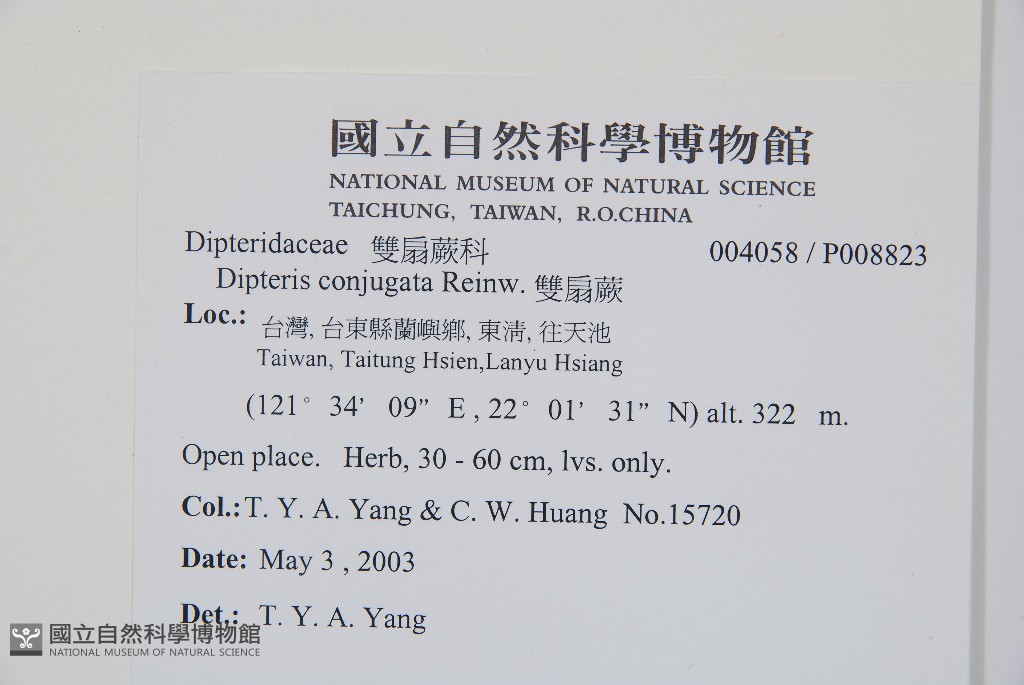 國立自然科學博物館
NATIONAL MUSEUM OF NATURAL SCIENCE
TAICHUNG, TAIWAN, R.O.CHINA
Dipteridaceae 雙扇蕨科 004058 / P008823
Dipteris conjugata Reinw. 雙扇蕨
Loc.: 台灣, 台東縣蘭嶼鄉, 東清, 往天池
Taiwan, Taitung Hsien,Lanyu Hsiang
(121° 34’ 09” E , 22° 01’ 31” N) alt. 322 m.
Open place. Herb, 30 - 60 cm, lvs. only.
Col.: T. Y. A. Yang & C. W. Huang No.15720
Date: May 3 , 2003
Det.: T. Y. A. Yang
國立自然科學博物館
NATIONAL MUSEUM OF NATURAL SCIENCE